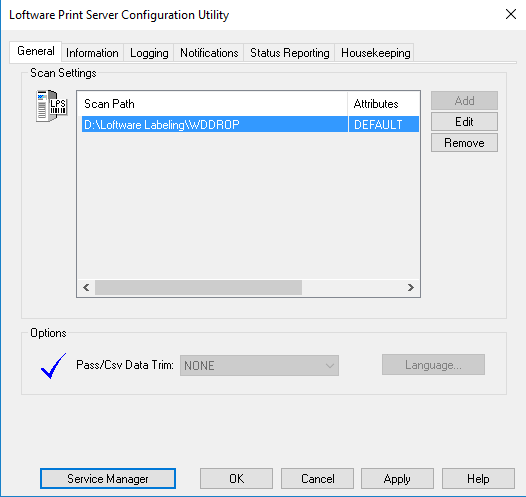 Loftware Print Server Configuration Utility
General Information Logging Notifications Status Reporting Housekeeping
Scan Settings
LPS
Scan Path Attributes Add
D:\Loftware Labeling\WDDROP DEFAULT Edit
Remove
Options
Pass/Csv Data Trim: NONE Language...
Service Manager OK Cancel Apply Help